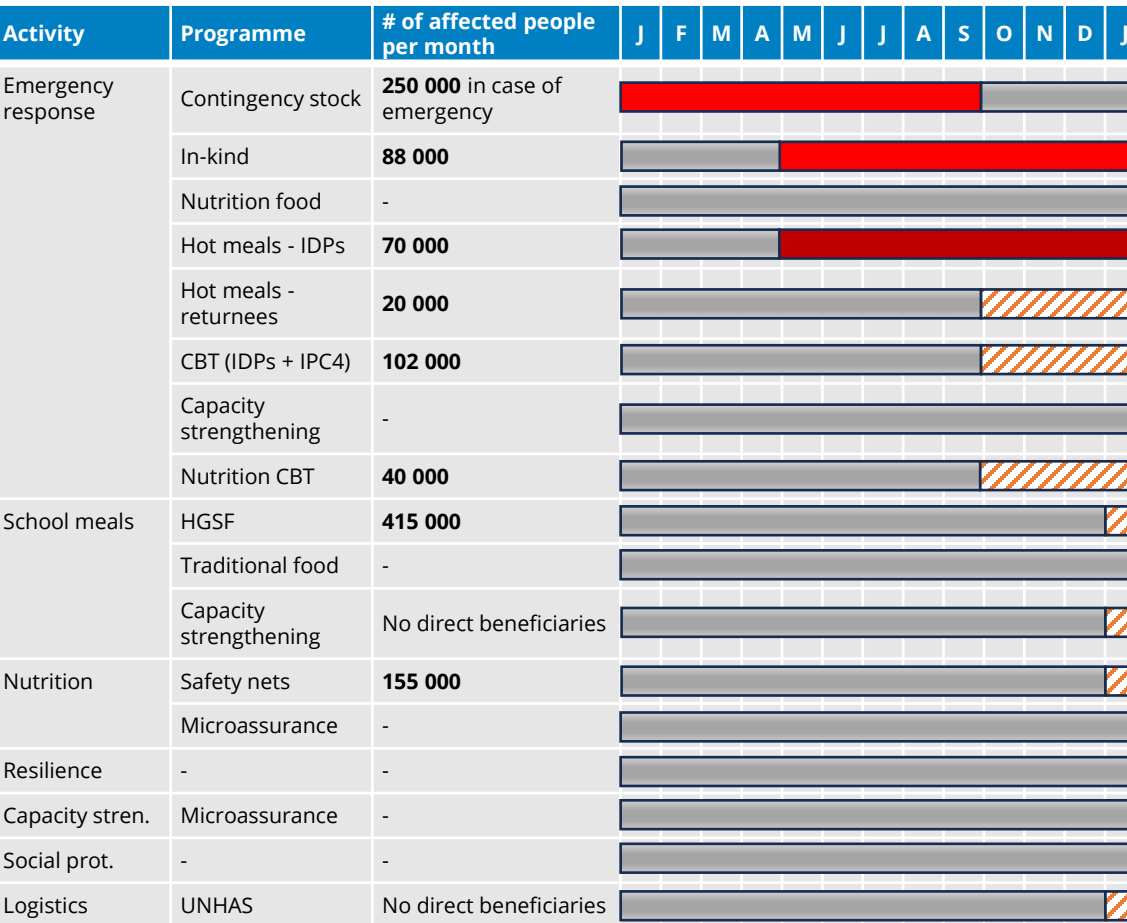 Activity Programme # of affected people per month J F M A M J J A S O N D J
Emergency response Contingency stock 250 000 in case of emergency
In-kind 88 000
Nutrition food -
Hot meals - IDPs 70 000
Hot meals - returnees 20 000
CBT (IDPs + IPC4) 102 000
Capacity strengthening -
Nutrition CBT 40 000
School meals HGSF 415 000
Traditional food -
Capacity strengthening No direct beneficiaries
Nutrition Safety nets 155 000
Microassurance -
Resilience - -
Capacity stren. Microassurance -
Social prot. - -
Logistics UNHAS No direct beneficiaries